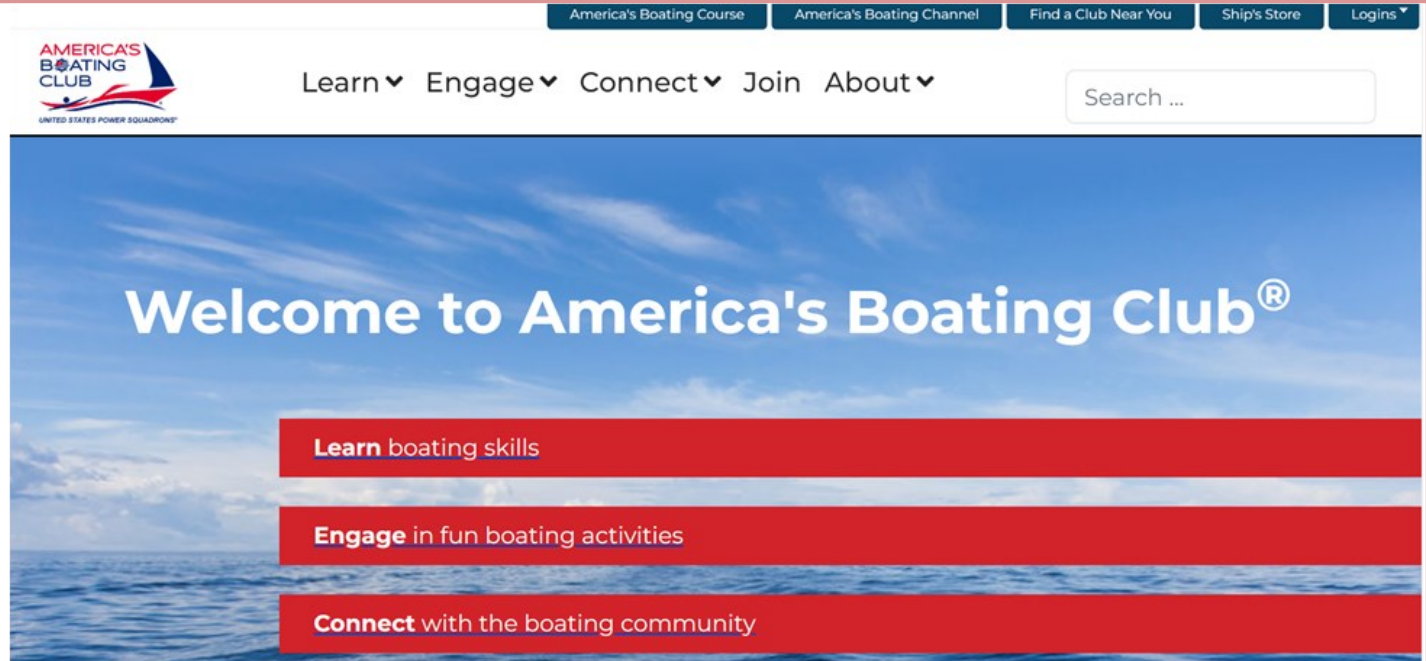 America's Boating Course
America's Boating Channel
Find a Club Near You
Ship's Store
Logins
AMERICA'S
BOATING
CLUB
UNITED STATES POWER SQUADRONS®
Learn
Engage
Connect
Join
About
Search ...
Welcome to America's Boating Club®
Learn boating skills
Engage in fun boating activities
Connect with the boating community